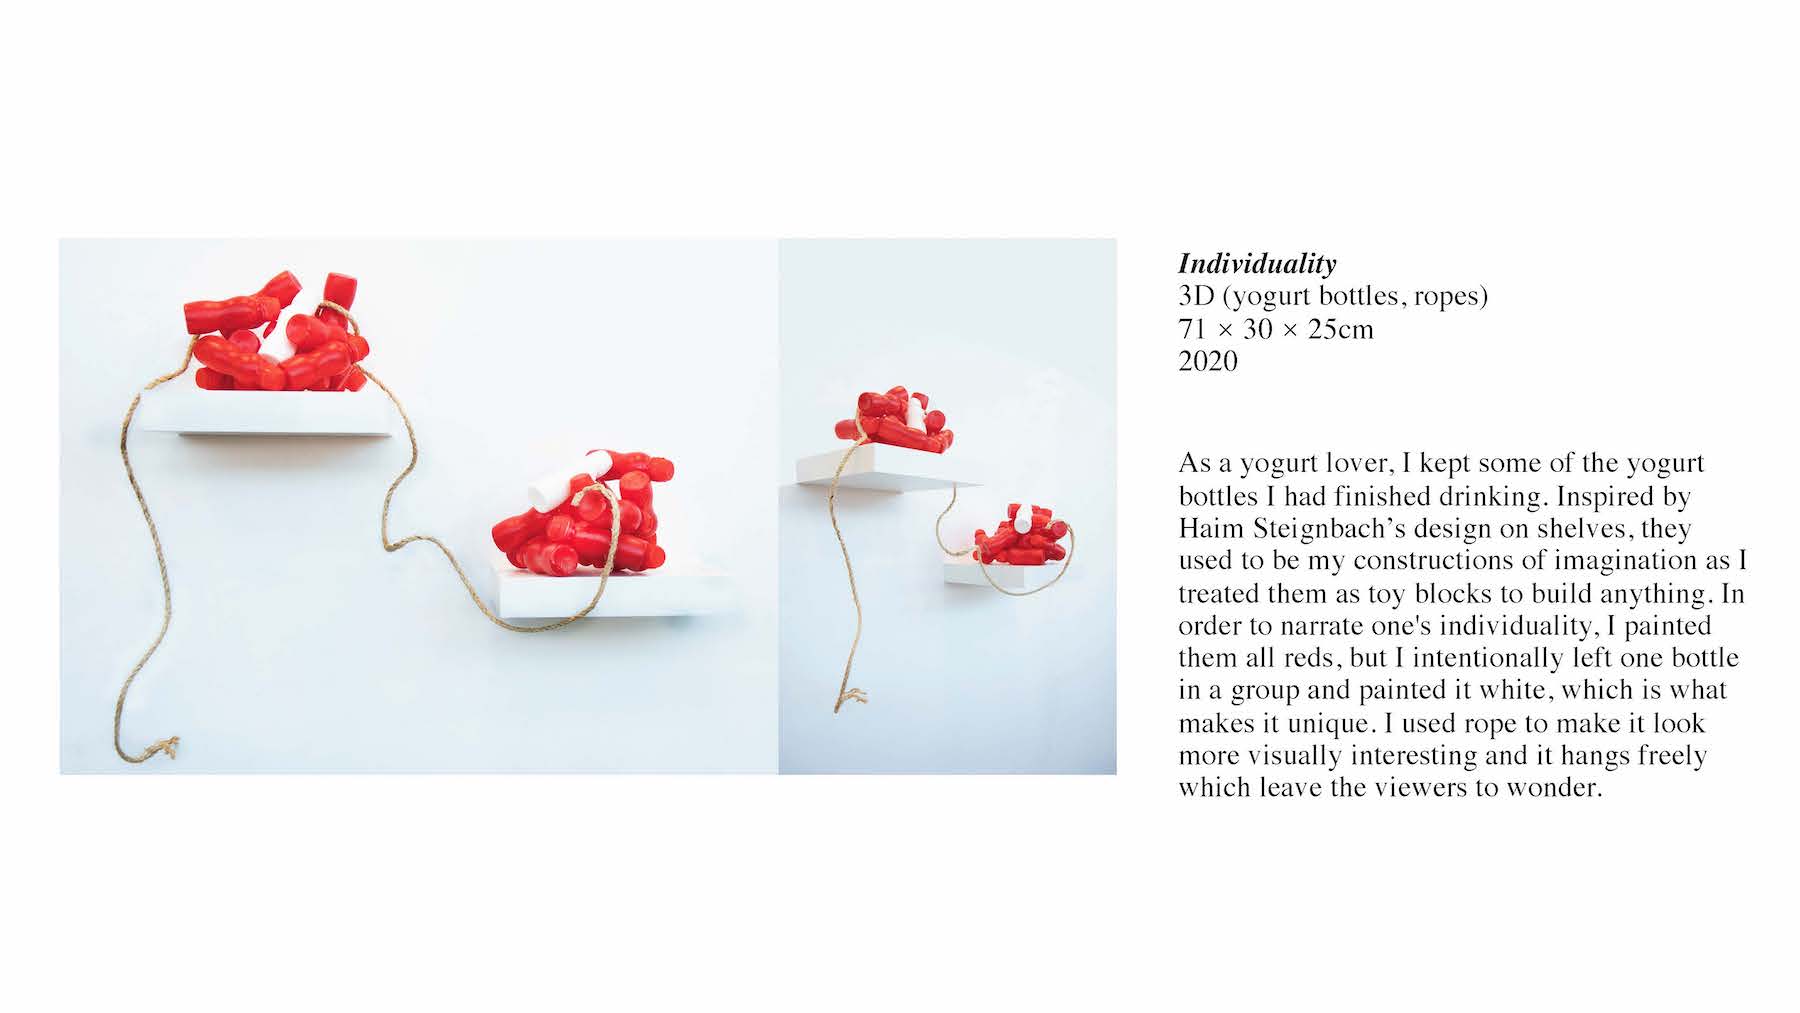 Individuality
3D (yogurt bottles, ropes)
71 × 30 × 25cm
2020
As a yogurt lover, I kept some of the yogurt
bottles I had finished drinking. Inspired by
Haim Steignbach’s design on shelves, they
used to be my constructions of imagination as I
treated them as toy blocks to build anything. In
order to narrate one's individuality, I painted
them all reds, but I intentionally left one bottle
in a group and painted it white, which is what
makes it unique. I used rope to make it look
more visually interesting and it hangs freely
which leave the viewers to wonder.